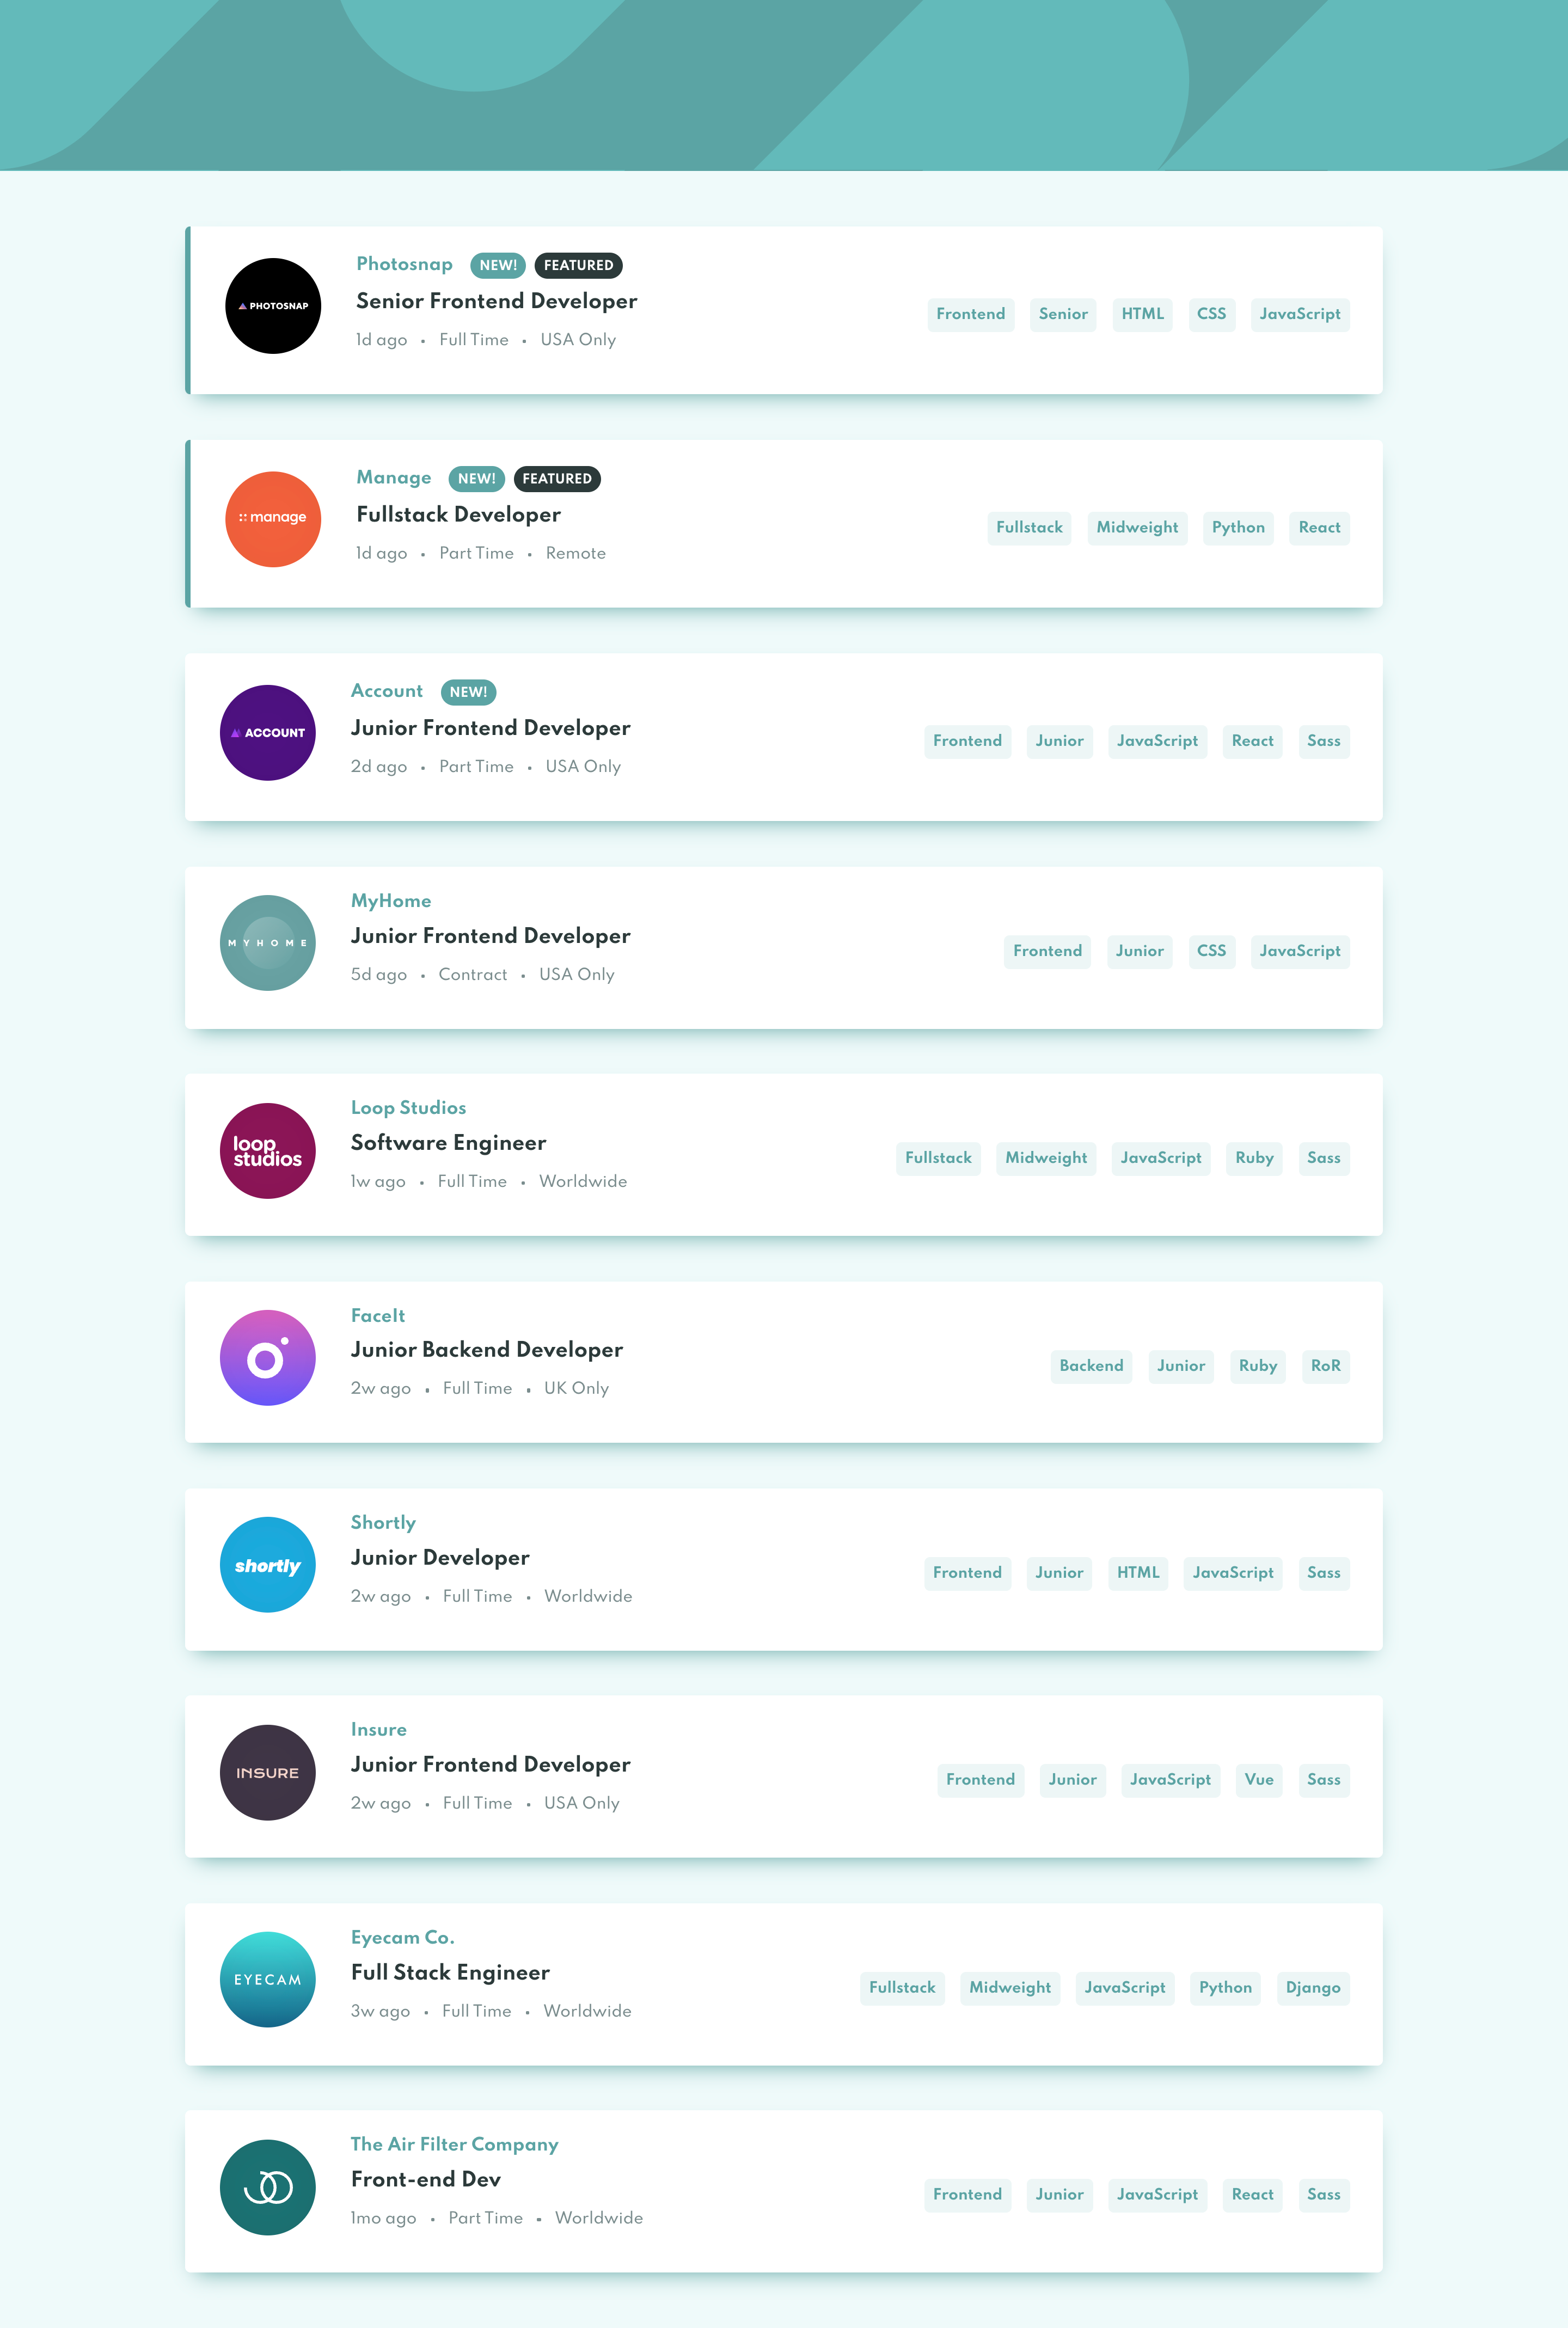 PHOTOSNAP
Photosnap NEW! FEATURED
Senior Frontend Developer
1d ago • Full Time • USA Only
Frontend Senior HTML CSS JavaScript
manage
Manage NEW! FEATURED
Fullstack Developer
1d ago • Part Time • Remote
Fullstack Midweight Python React
ACCOUNT
Account NEW!
Junior Frontend Developer
2d ago • Part Time • USA Only
Frontend Junior JavaScript React Sass
MYHOME
MyHome
Junior Frontend Developer
5d ago • Contract • USA Only
Frontend Junior CSS JavaScript
loop
studios
Loop Studios
Software Engineer
1w ago • Full Time • Worldwide
Fullstack Midweight JavaScript Ruby Sass
FaceIt
Junior Backend Developer
2w ago • Full Time • UK Only
Backend Junior Ruby RoR
shortly
Shortly
Junior Developer
2w ago • Full Time • Worldwide
Frontend Junior HTML JavaScript Sass
INSURE
Insure
Junior Frontend Developer
2w ago • Full Time • USA Only
Frontend Junior JavaScript Vue Sass
EYECAM
Eyecam Co.
Full Stack Engineer
3w ago • Full Time • Worldwide
Fullstack Midweight JavaScript Python Django
The Air Filter Company
Front-end Dev
1mo ago • Part Time • Worldwide
Frontend Junior JavaScript React Sass